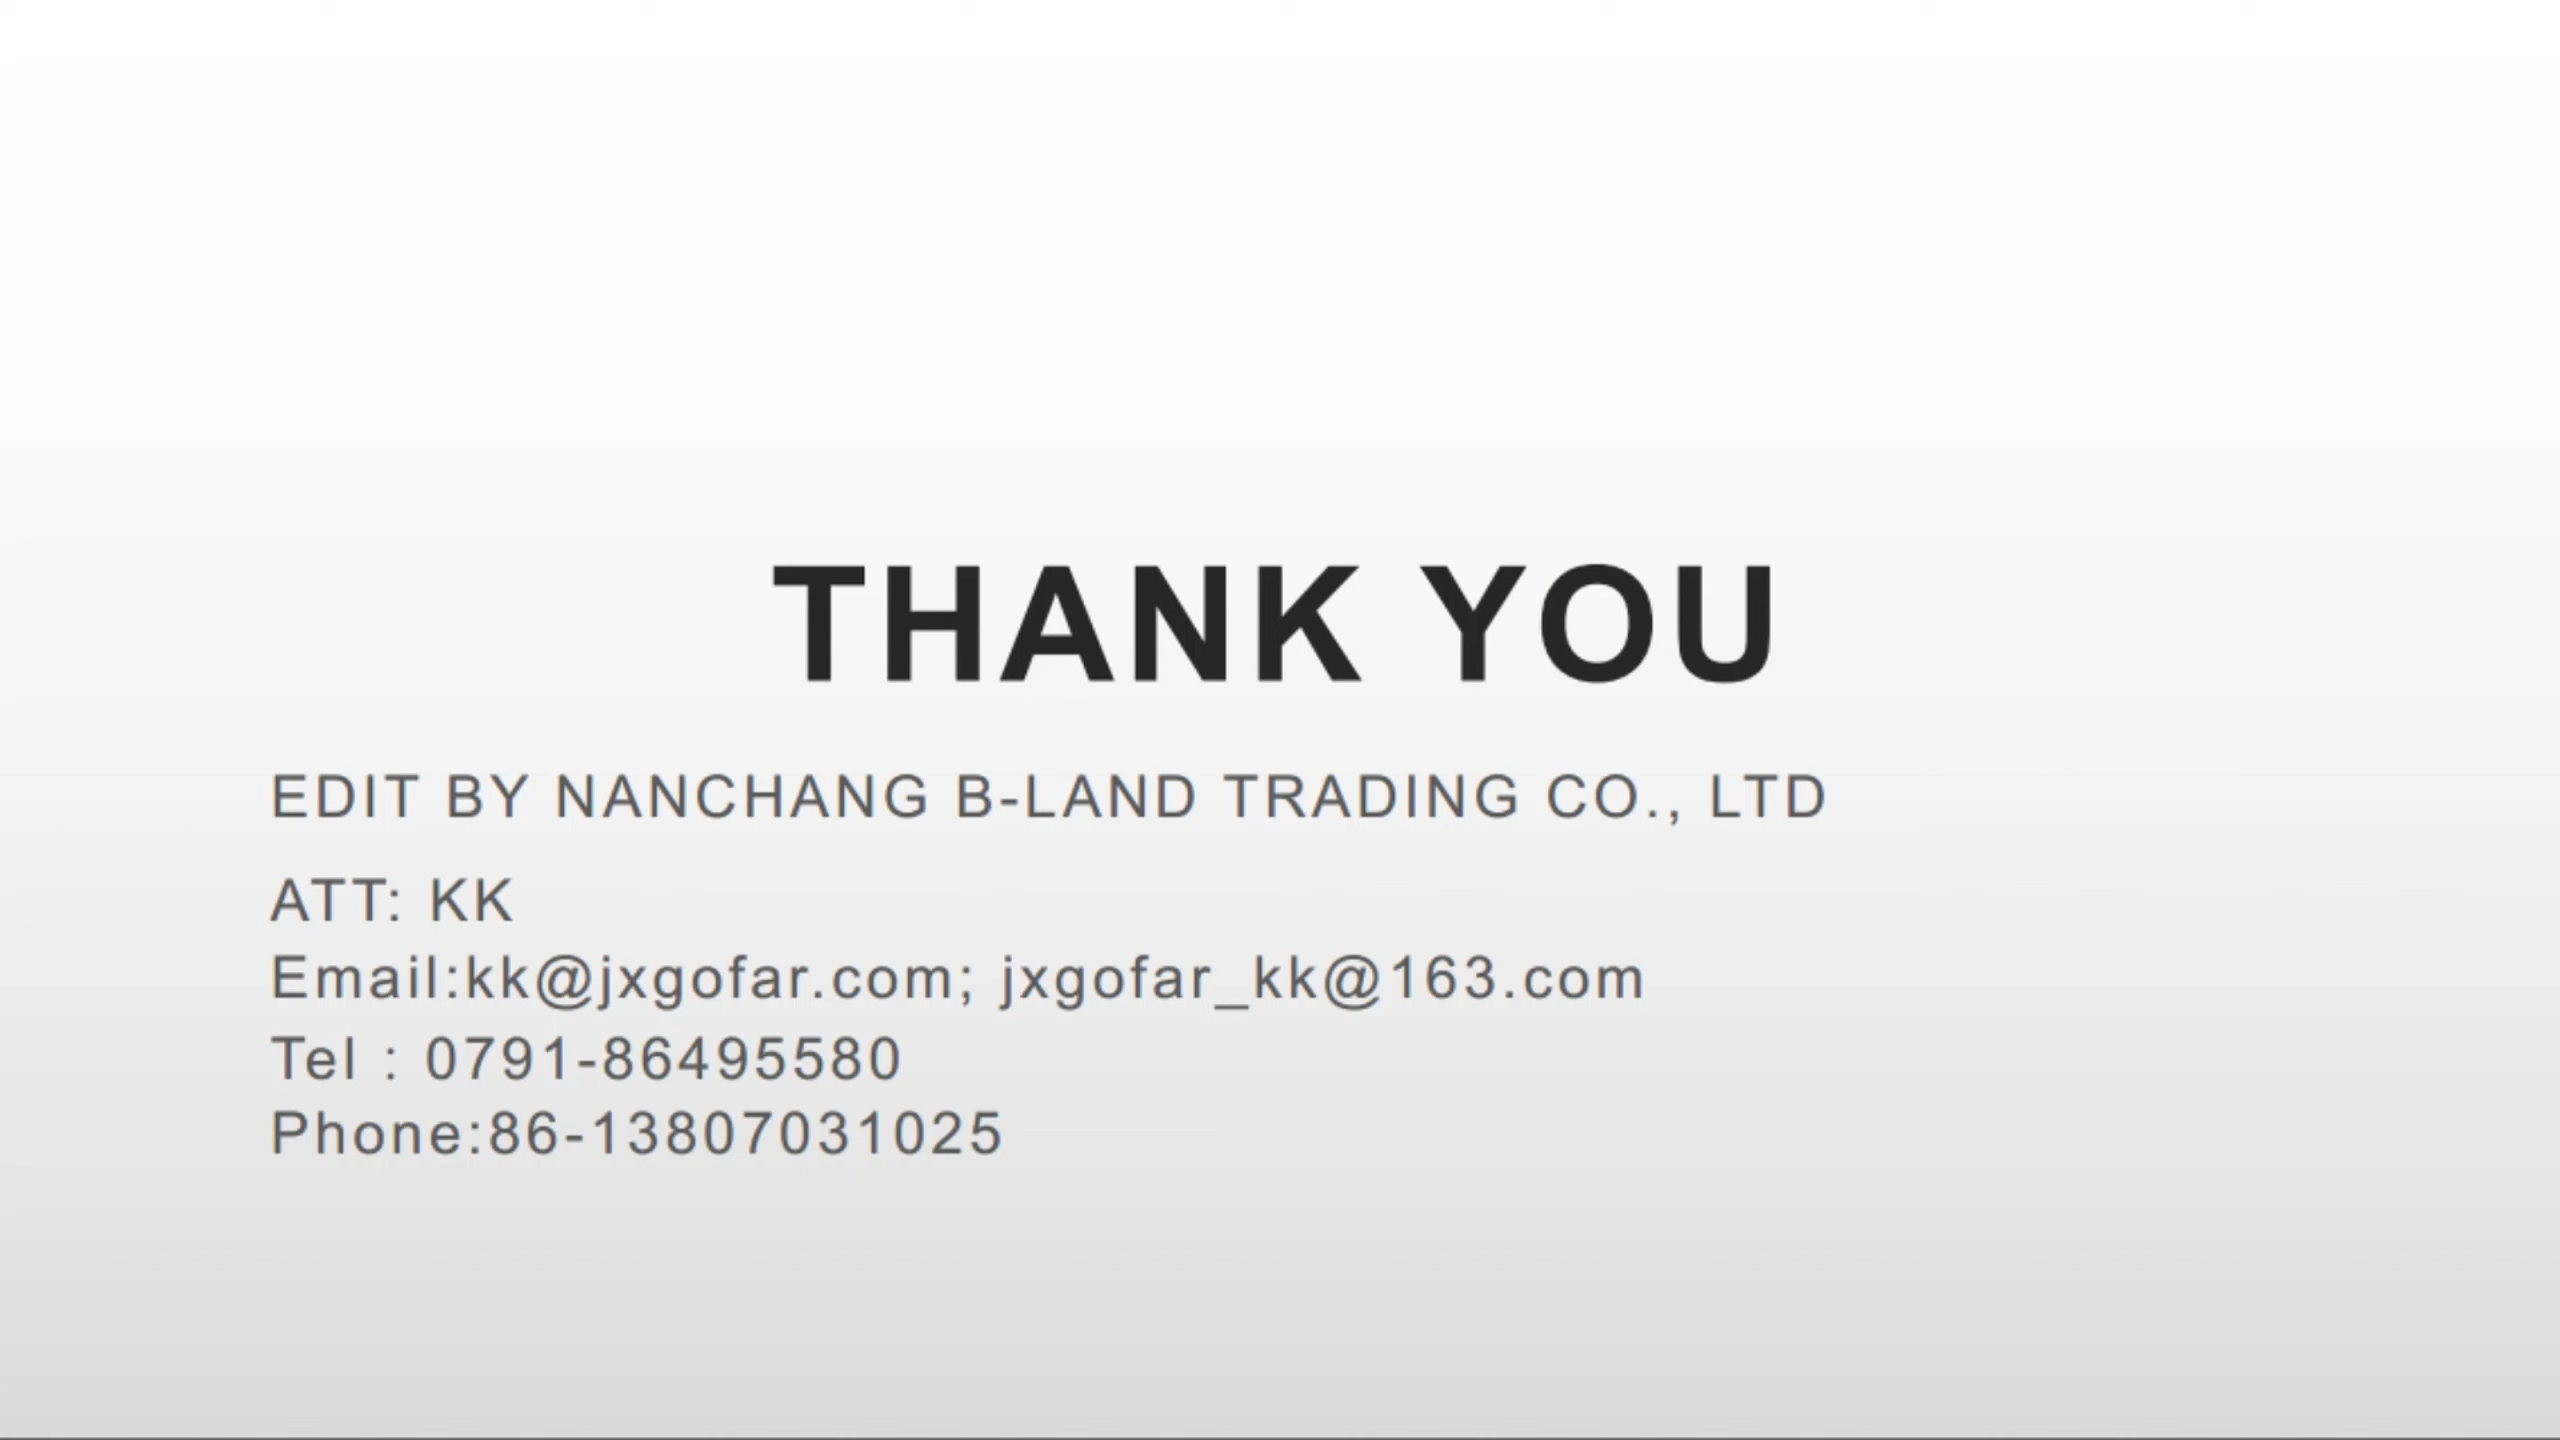 THANK YOU
EDIT BY NANCHANG B-LAND TRADING CO., LTD
ATT: KK
Email:kk@jxgofar.com; jxgofar_kk@163.com
Tel : 0791-86495580
Phone:86-13807031025